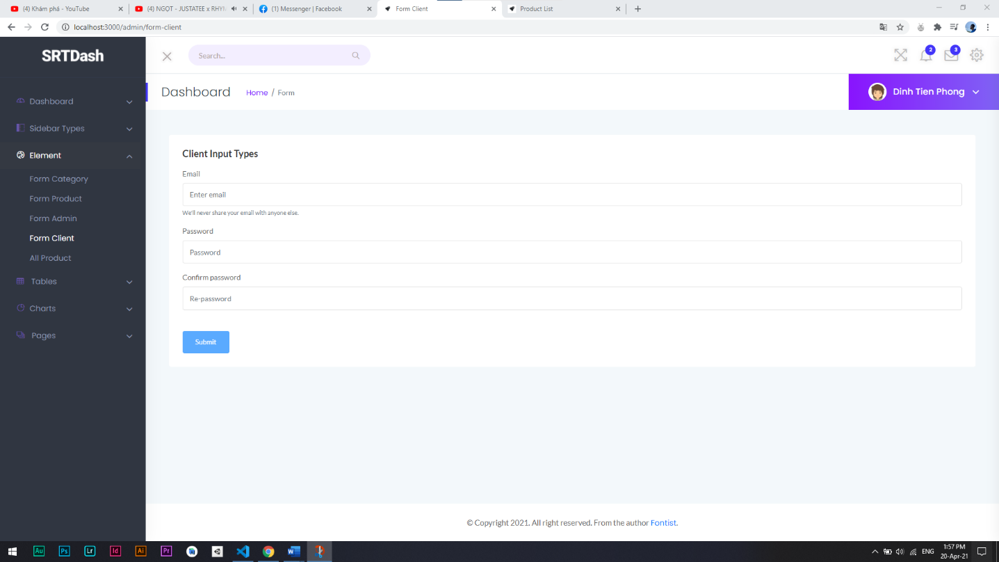 (4) Khám phá - YouTube
(4) NGỌT - JUSTATEE x RHYM
(1) Messenger | Facebook
Form Client
Product List
localhost:3000/admin/form-client
SRTDash
Search...
2
3
Dashboard
Home / Form
Dinh Tien Phong
Dashboard
Sidebar Types
Element
Form Category
Form Product
Form Admin
Form Client
All Product
Tables
Charts
Pages
Client Input Types
Email
Enter email
We'll never share your email with anyone else.
Password
Password
Confirm password
Re-password
Submit
© Copyright 2021. All right reserved. From the author Fontist.
Au
Ps
Lr
Id
Ai
Pr
W
ENG
1:57 PM
20-Apr-21